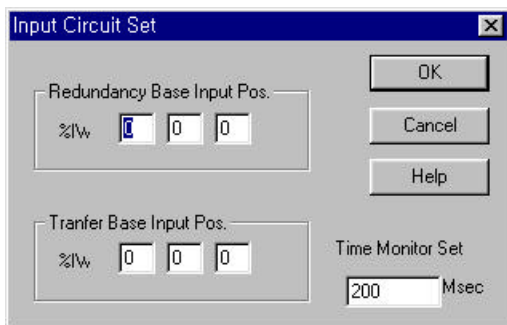 Input Circuit Set
Redundancy Base Input Pos.
%IW 0 0 0
OK
Cancel
Help
Tranfer Base Input Pos.
%IW 0 0 0
Time Monitor Set
200 Msec